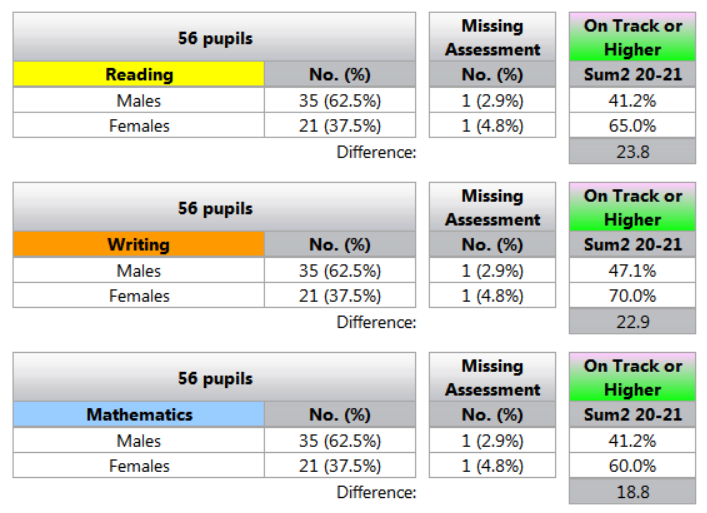 56 pupils Missing Assessment On Track or Higher
Reading No. (%) No. (%) Sum2 20-21
Males 35 (62.5%) 1 (2.9%) 41.2%
Females 21 (37.5%) 1 (4.8%) 65.0%
Difference: 23.8
56 pupils Missing Assessment On Track or Higher
Writing No. (%) No. (%) Sum2 20-21
Males 35 (62.5%) 1 (2.9%) 47.1%
Females 21 (37.5%) 1 (4.8%) 70.0%
Difference: 22.9
56 pupils Missing Assessment On Track or Higher
Mathematics No. (%) No. (%) Sum2 20-21
Males 35 (62.5%) 1 (2.9%) 41.2%
Females 21 (37.5%) 1 (4.8%) 60.0%
Difference: 18.8